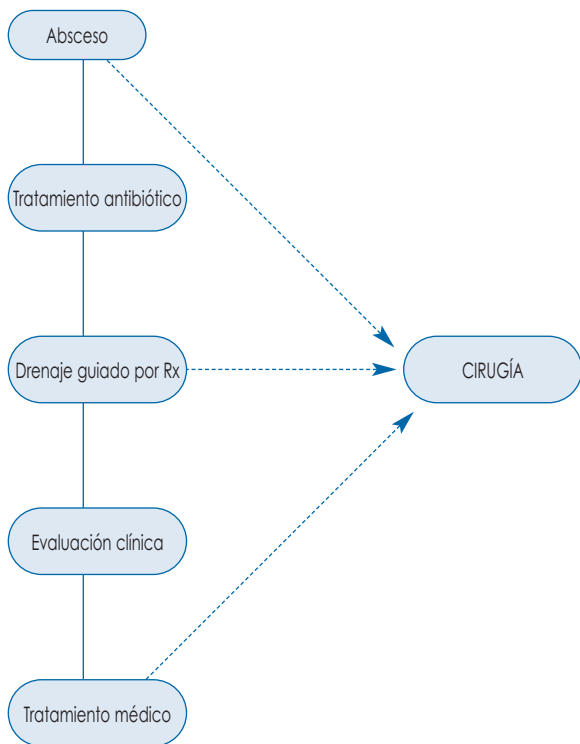 Absceso
Tratamiento antibiótico
Drenaje guiado por Rx
CIRUGÍA
Evaluación clínica
Tratamiento médico